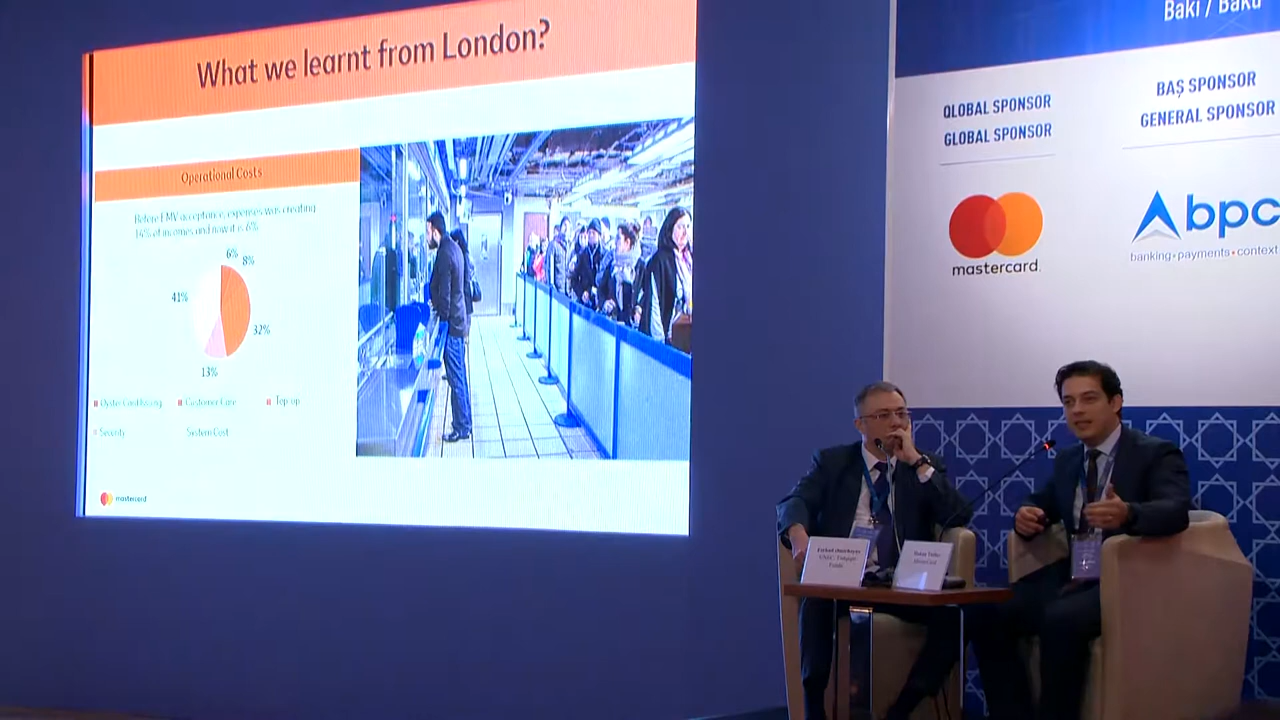 What we learnt from London?
Operational Costs
Before EMV acceptance, expenses was creating
14% of incomes and now it is 6%
6% 8%
41%
32%
13%
Oyster Card Issuing Customer Care Top-up
Security System Cost
mastercard
Bakı / Baku
QLOBAL SPONSOR
GLOBAL SPONSOR
BAŞ SPONSOR
GENERAL SPONSOR
mastercard.
bpc
banking•payments•context